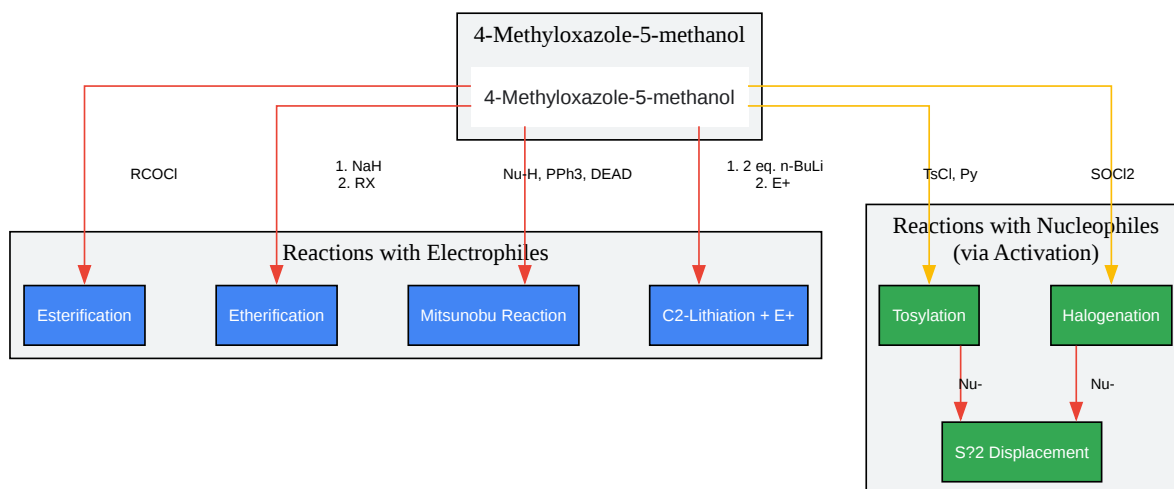 4-Methyloxazole-5-methanol
4-Methyloxazole-5-methanol
RCOCl
1. NaH
2. RX
Nu-H, PPh3, DEAD
1. 2 eq. n-BuLi
2. E+
TsCl, Py
SOCl2
Reactions with Electrophiles
Reactions with Nucleophiles
(via Activation)
Esterification
Etherification
Mitsunobu Reaction
C2-Lithiation + E+
Tosylation
Halogenation
Nu-
Nu-
S?2 Displacement